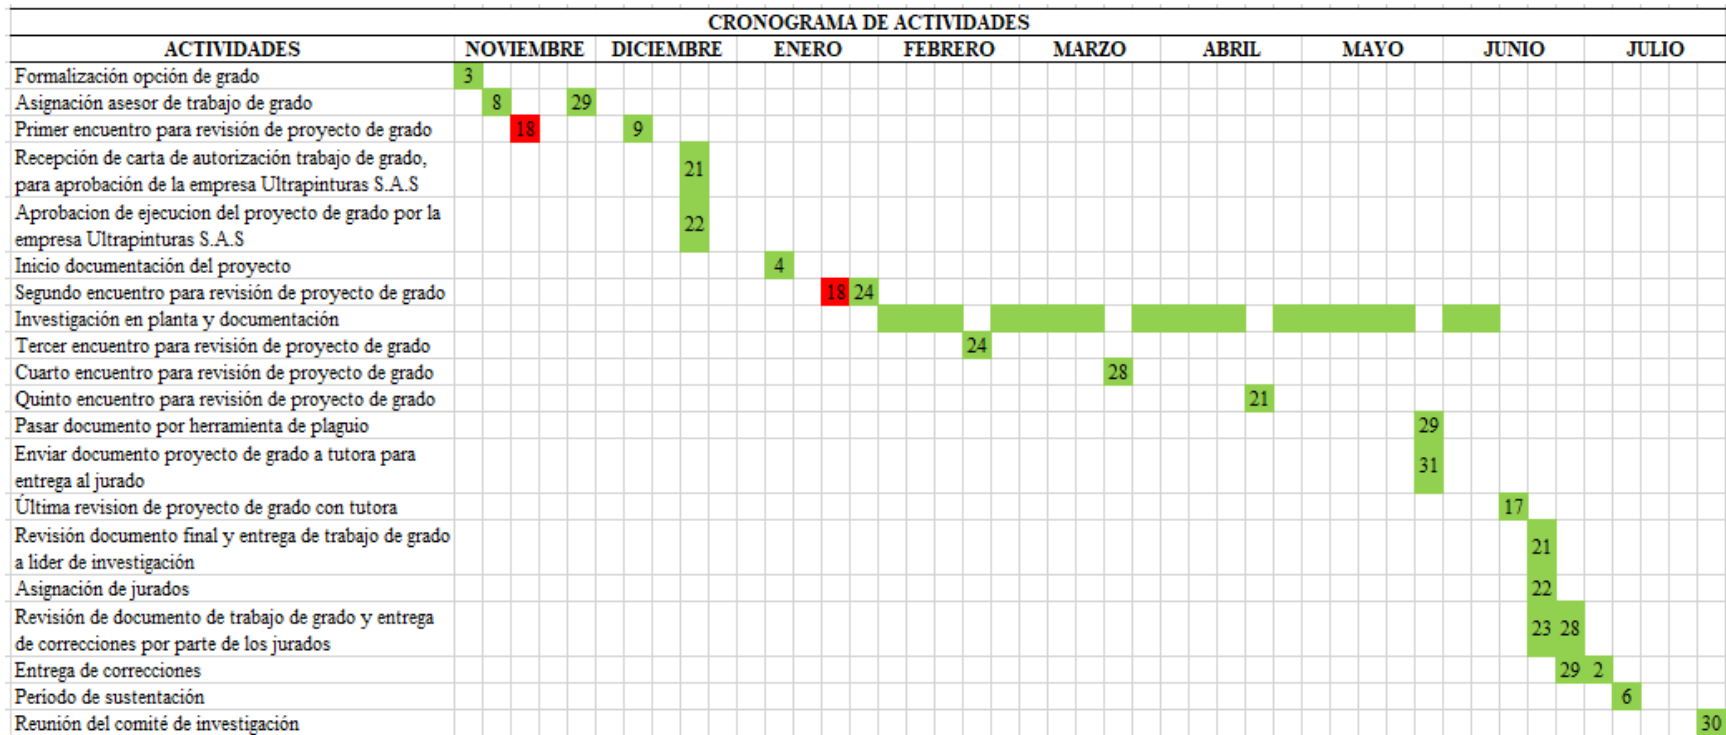 CRONOGRAMA DE ACTIVIDADES
ACTIVIDADES NOVIEMBRE DICIEMBRE ENERO FEBRERO MARZO ABRIL MAYO JUNIO JULIO
Formalización opción de grado 3
Asignación asesor de trabajo de grado 8 29
Primer encuentro para revisión de proyecto de grado 18 9
Recepción de carta de autorización trabajo de grado,
para aprobación de la empresa Ultrapinturas S.A.S 21
Aprobacion de ejecucion del proyecto de grado por la
empresa Ultrapinturas S.A.S 22
Inicio documentación del proyecto 4
Segundo encuentro para revisión de proyecto de grado 18 24
Investigación en planta y documentación
Tercer encuentro para revisión de proyecto de grado 24
Cuarto encuentro para revisión de proyecto de grado 28
Quinto encuentro para revisión de proyecto de grado 21
Pasar documento por herramienta de plaguio 29
Enviar documento proyecto de grado a tutora para
entrega al jurado 31
Última revision de proyecto de grado con tutora 17
Revisión documento final y entrega de trabajo de grado
a lider de investigación 21
Asignación de jurados 22
Revisión de documento de trabajo de grado y entrega
de correcciones por parte de los jurados 23 28
Entrega de correcciones 29 2
Período de sustentación 6
Reunión del comité de investigación 30